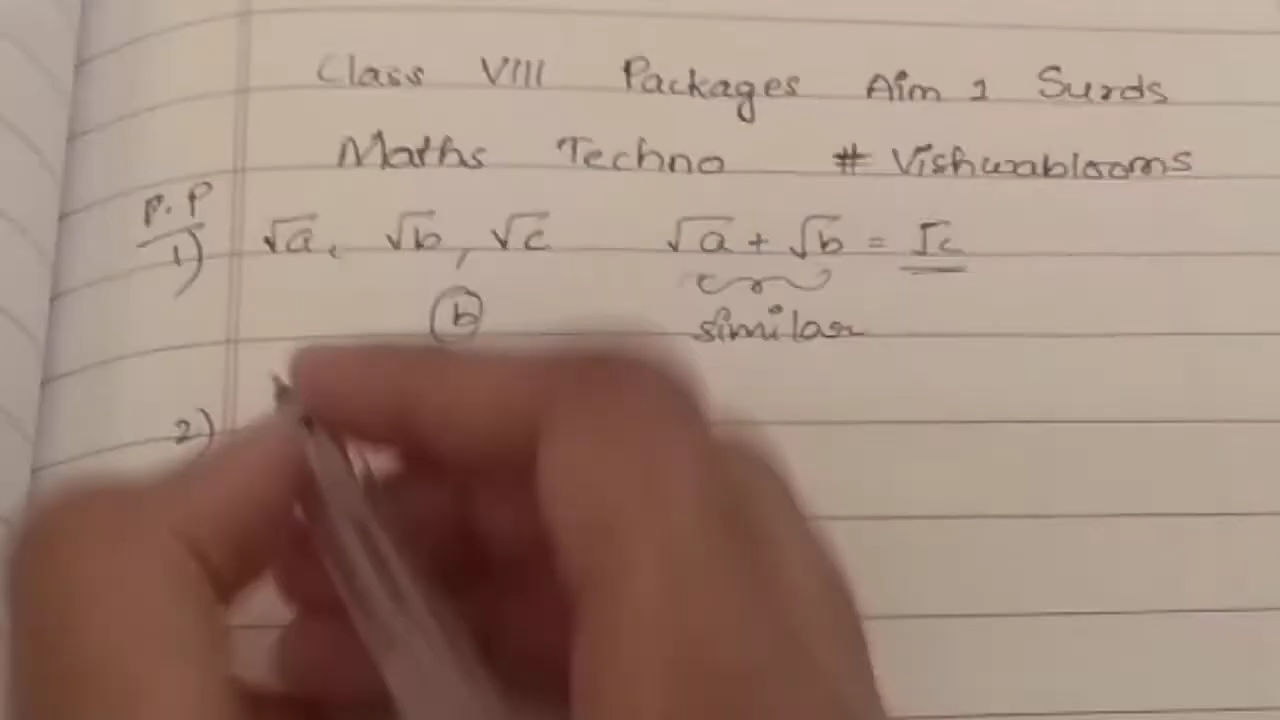 Class VIII Packages Aim 1 Surds
Maths Techno # Vishwablooms
P.P
1) √a, √b, √c √a + √b = √c
b similar
2)